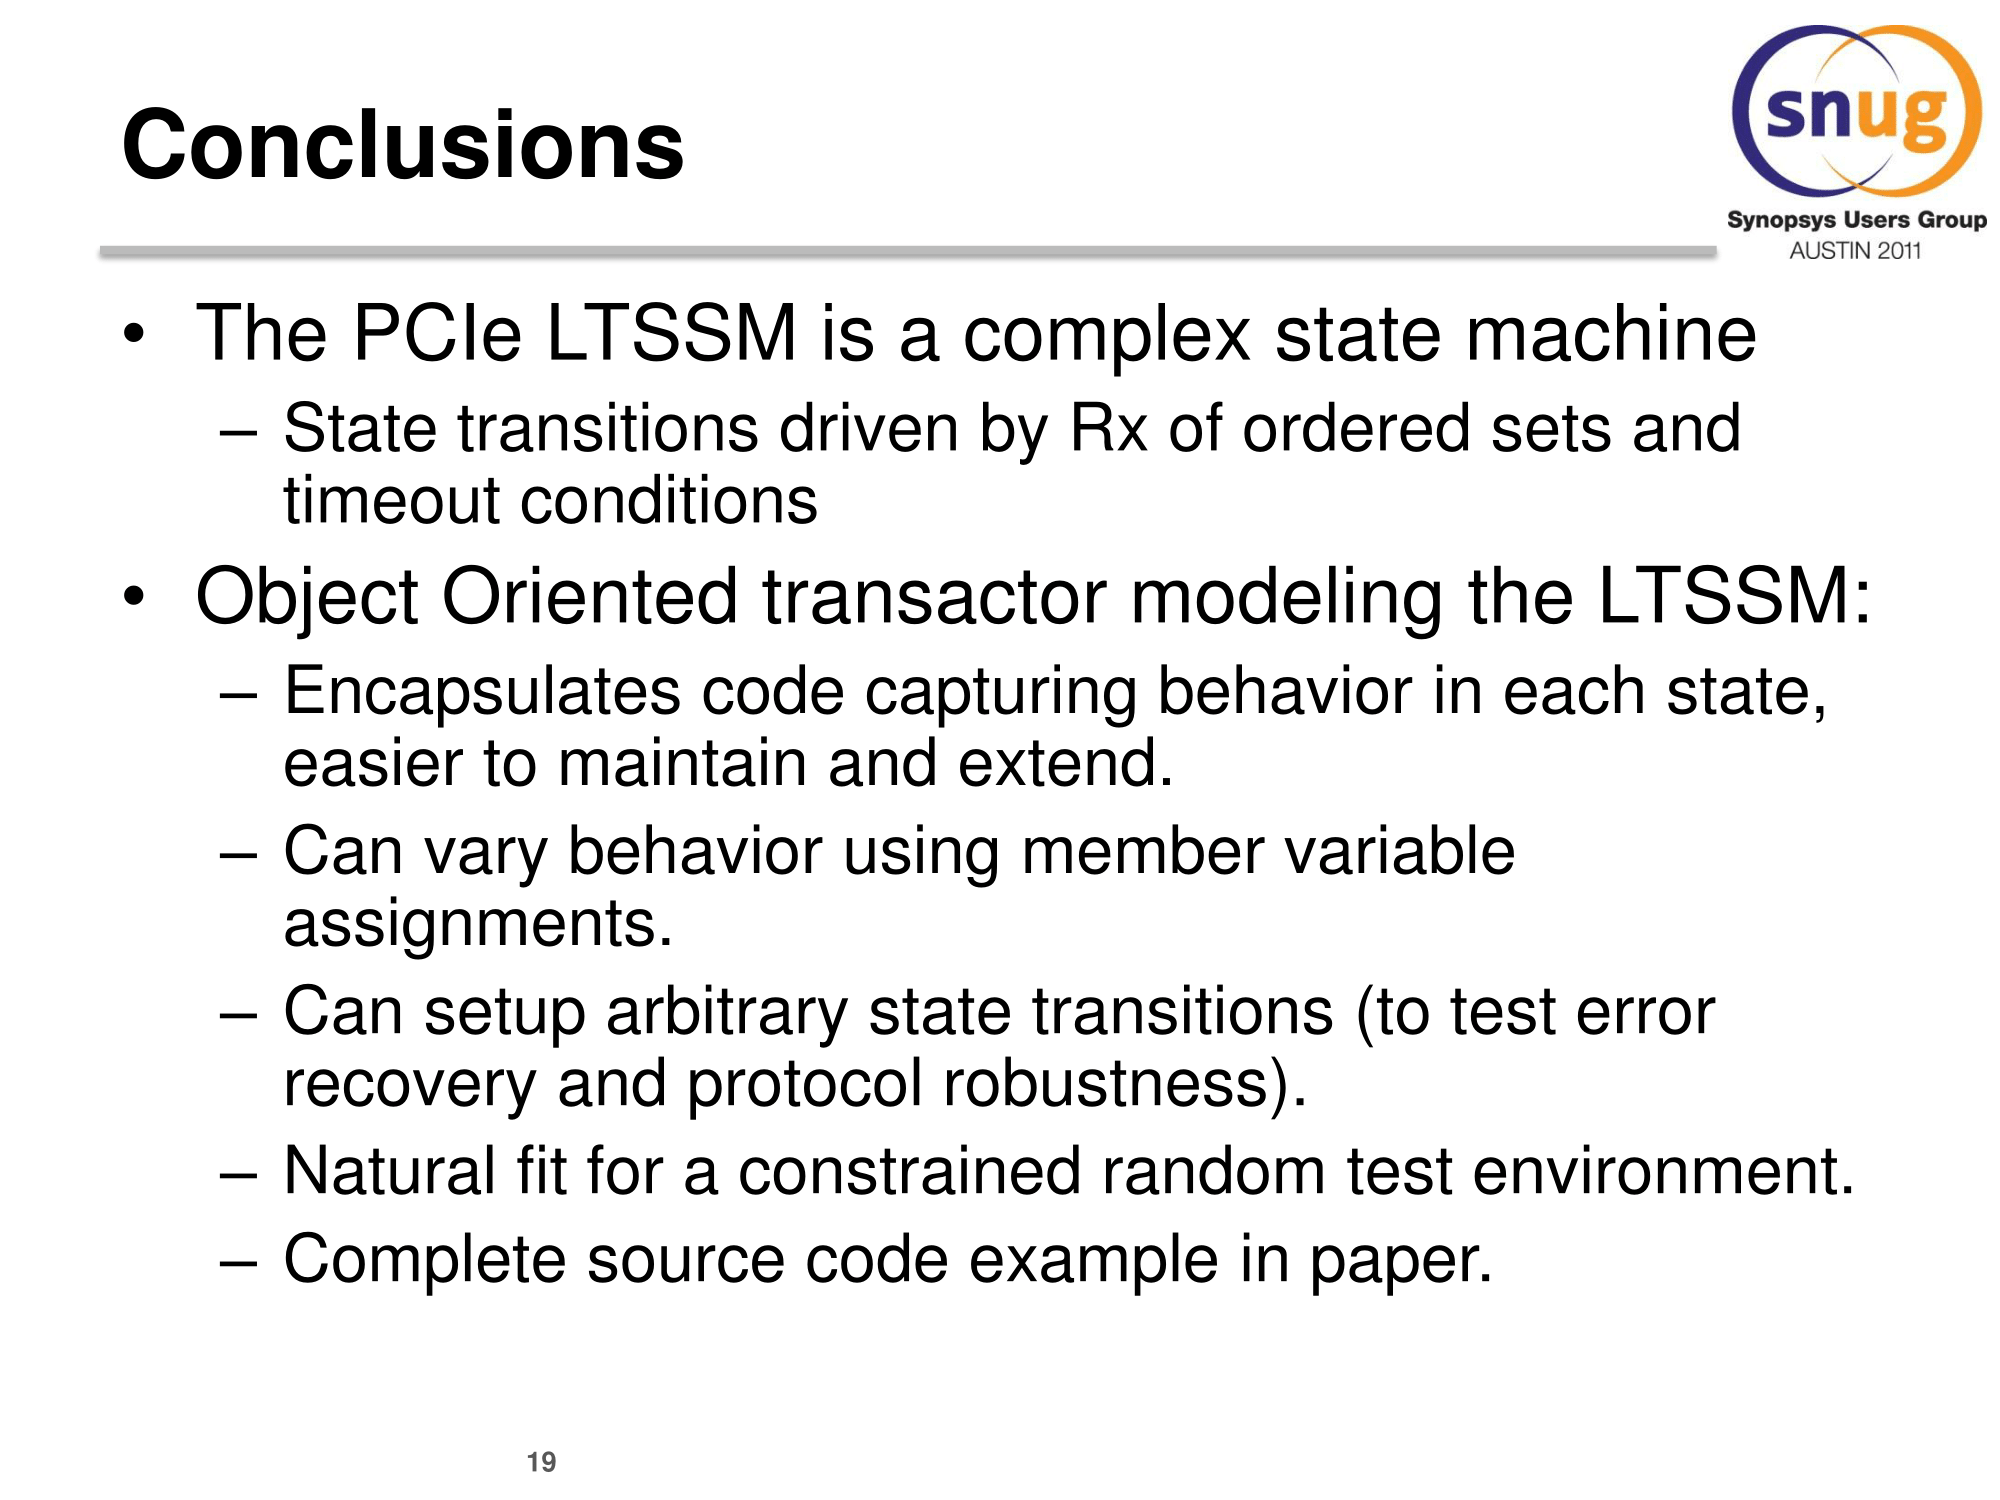 snug
Synopsys Users Group
AUSTIN 2011
Conclusions
• The PCIe LTSSM is a complex state machine
– State transitions driven by Rx of ordered sets and
timeout conditions
• Object Oriented transactor modeling the LTSSM:
– Encapsulates code capturing behavior in each state,
easier to maintain and extend.
– Can vary behavior using member variable
assignments.
– Can setup arbitrary state transitions (to test error
recovery and protocol robustness).
– Natural fit for a constrained random test environment.
– Complete source code example in paper.
19